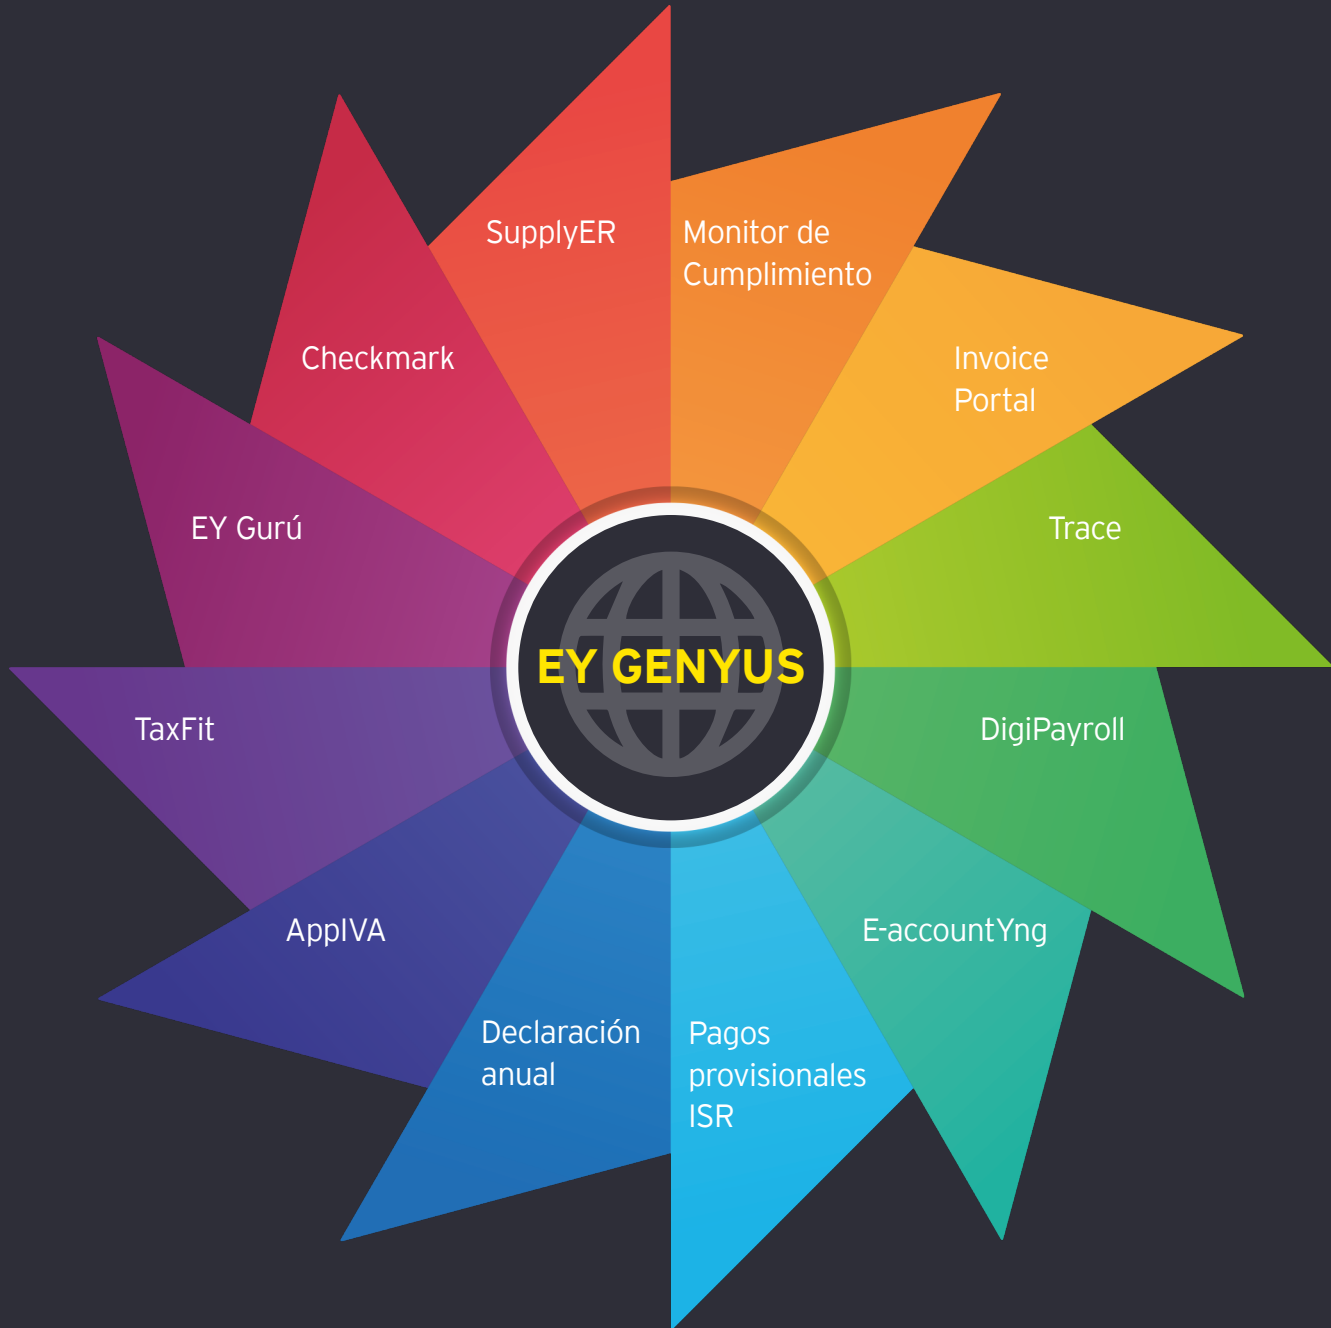 SupplyER
Monitor de
Cumplimiento
Invoice
Portal
Checkmark
Trace
EY Gurú
EY GENYUS
TaxFit
DigiPayroll
AppIVA
E-accountYng
Declaración
anual
Pagos
provisionales
ISR